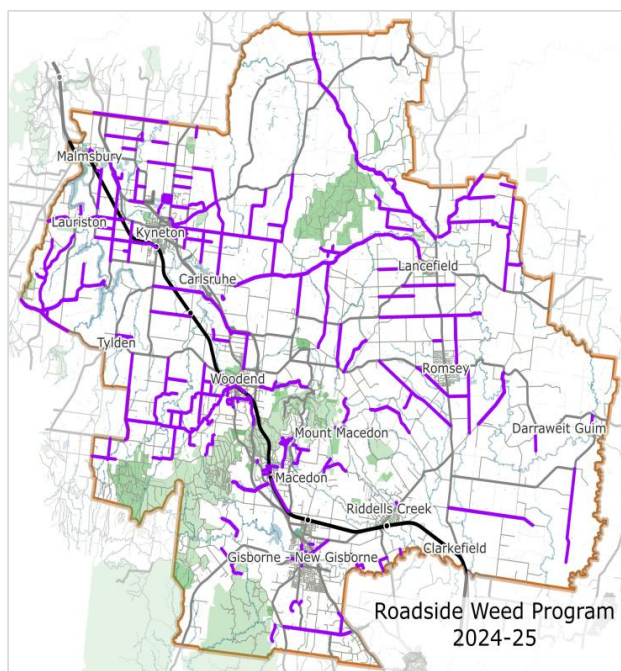 Malmsbury
Lauriston
Kyneton
Carlsruhe
Lancefield
Tylden
Romsey
Woodend
Darraweit Guim
Mount Macedon
Macedon
Riddells Creek
Gisborne - New Gisborne
Clarkefield
Roadside Weed Program
2024-25